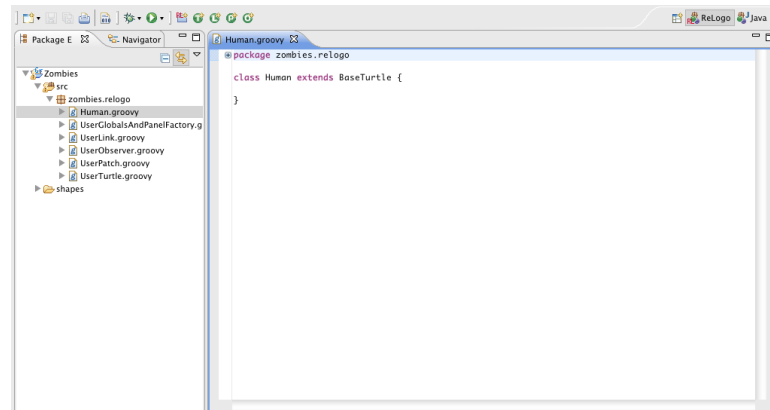 ReLogo Java
Package E Navigator
Human.groovy
Zombies
src
zombies.relogo
Human.groovy
UserGlobalsAndPanelFactory.g
UserLink.groovy
UserObserver.groovy
UserPatch.groovy
UserTurtle.groovy
shapes
package zombies.relogo
class Human extends BaseTurtle {
}